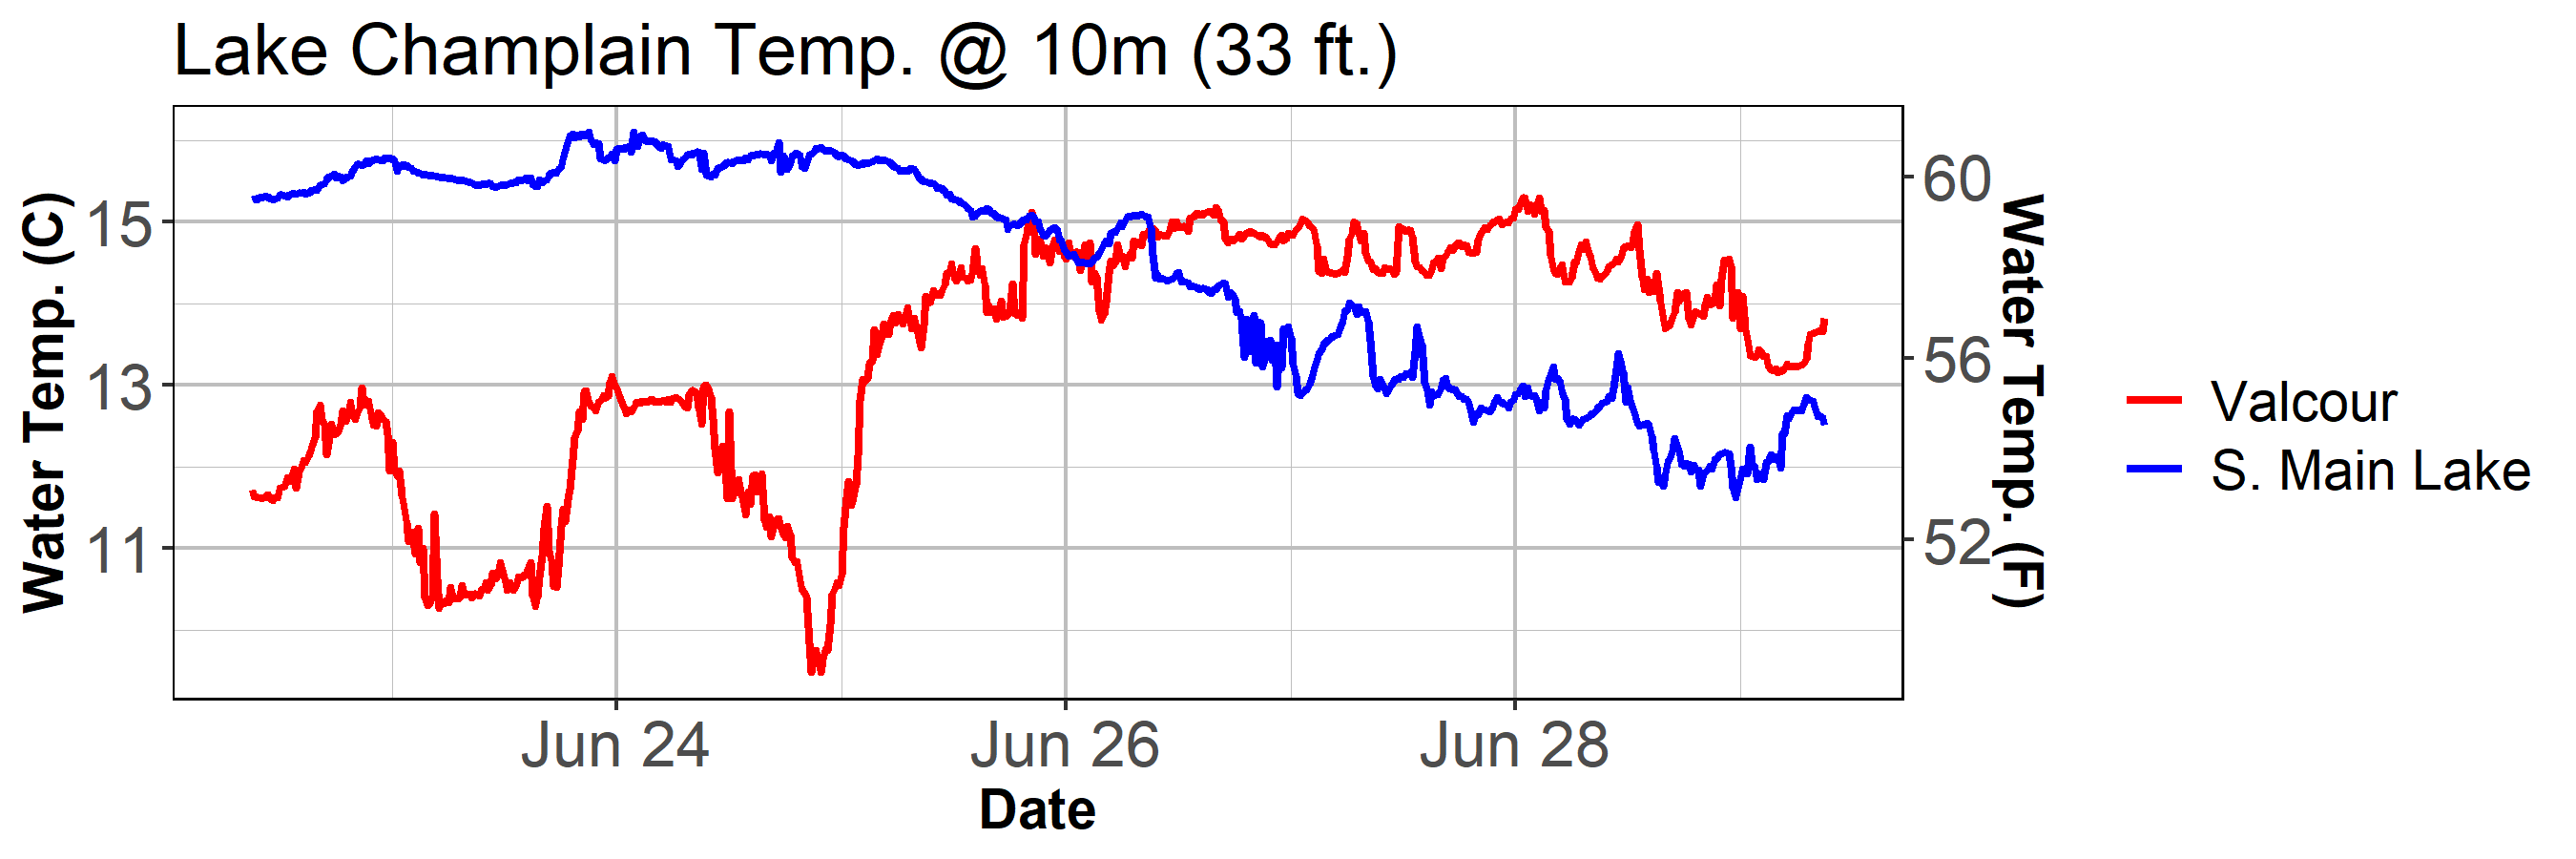 Lake Champlain Temp. @ 10m (33 ft.)
Water Temp. (C)
15
13
11
60
56
52
Water Temp. (F)
Jun 24
Jun 26
Jun 28
Date
Valcour
S. Main Lake